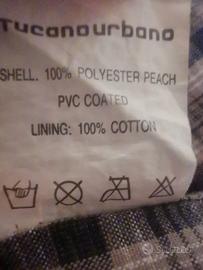 Tucanourbano
SHELL. 100% POLYESTER PEACH
PVC COATED
LINING: 100% COTTON